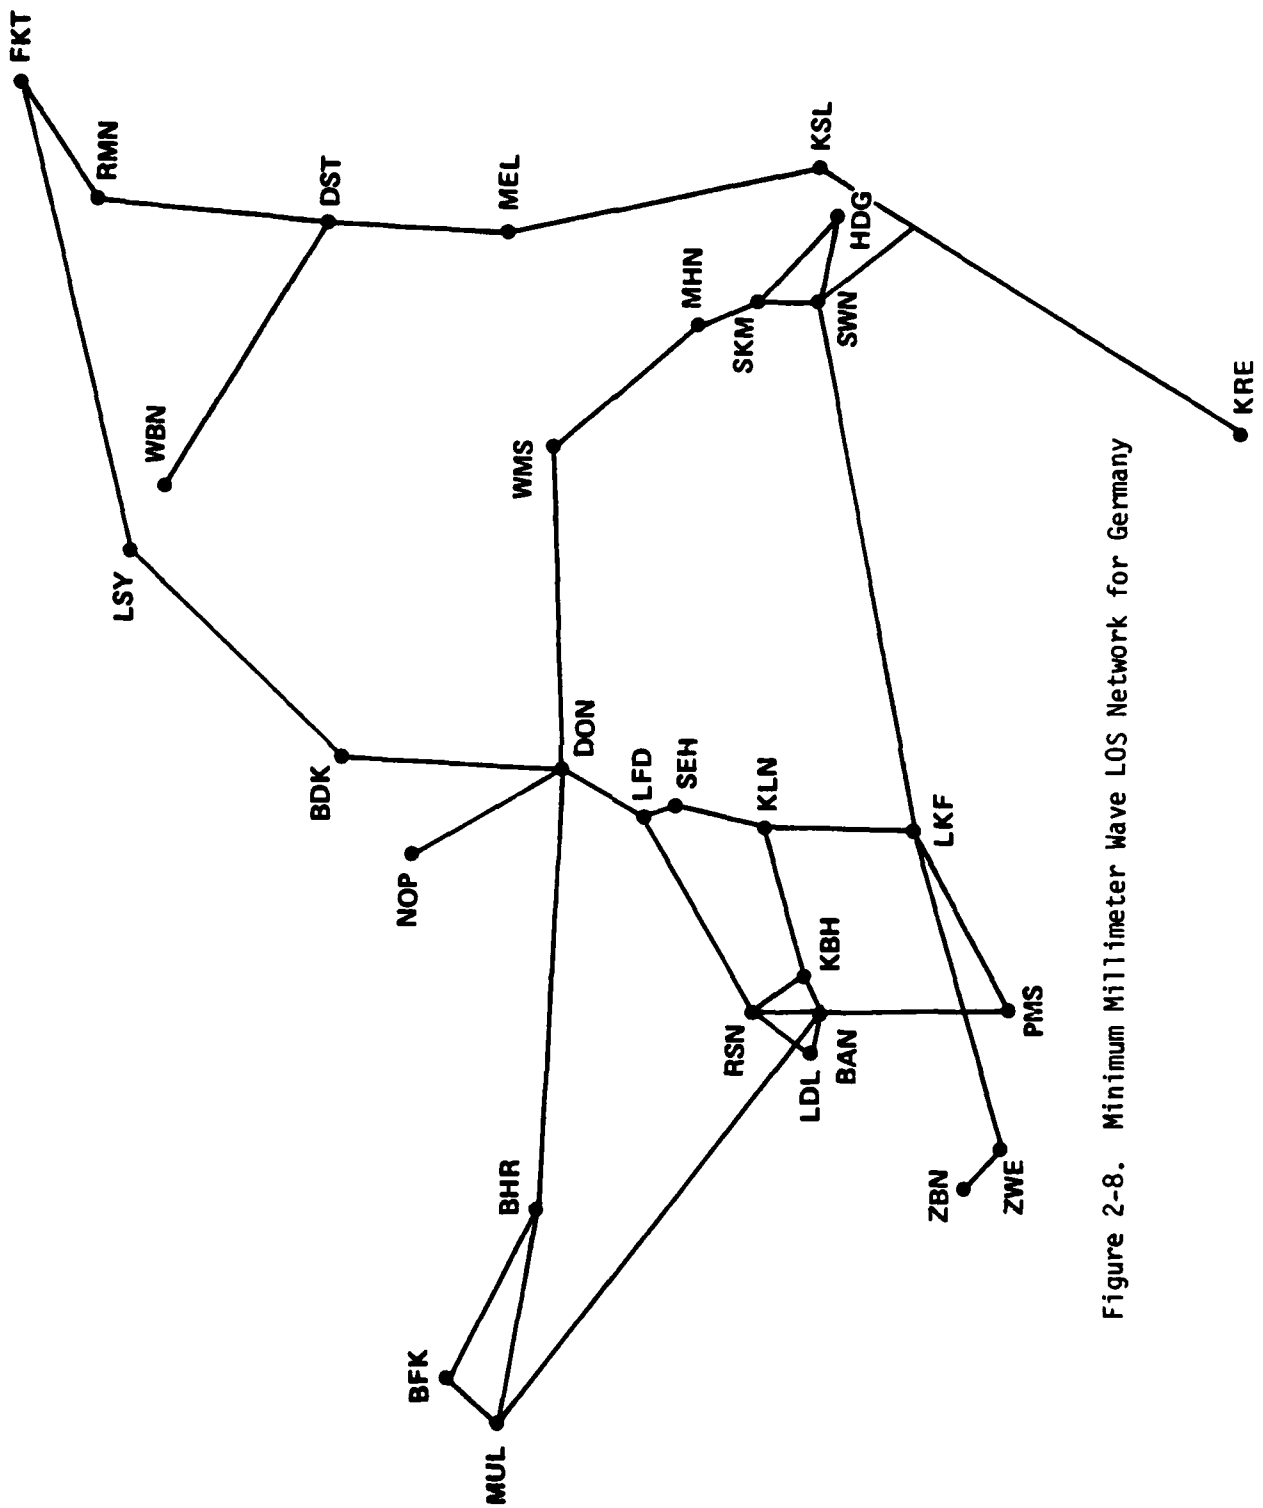 FKT
RMN
DST
MEL
KSL
HDG
MHN
SKM
SWN
KRE
WBN
LSY
WMS
BDK
DON
NOP
LFD
SEH
KLN
LKF
KBH
RSN
LDL
BAN
PMS
BHR
ZBN
ZWE
BFK
MUL
Figure 2-8. Minimum Millimeter Wave LOS Network for Germany